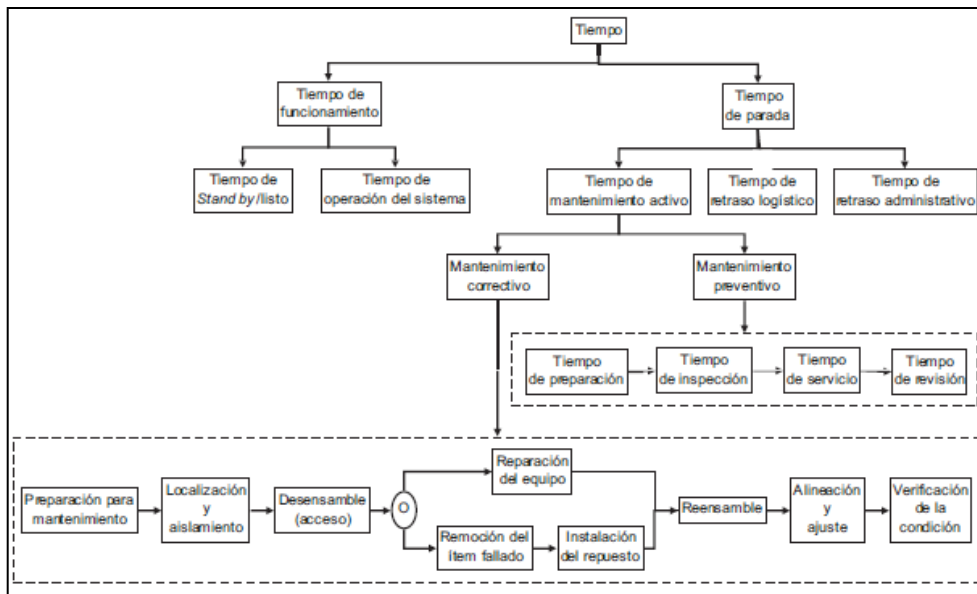 Tiempo
Tiempo de
funcionamiento
Tiempo
de parada
Tiempo de
Stand by/listo
Tiempo de
operación del sistema
Tiempo de
mantenimiento activo
Tiempo de
retraso logístico
Tiempo de
retraso administrativo
Mantenimiento
correctivo
Mantenimiento
preventivo
Tiempo
de preparación
Tiempo
de inspección
Tiempo
de servicio
Tiempo
de revisión
Preparación para
mantenimiento
Localización
y
aislamiento
Desensamble
(acceso)
O
Reparación
del equipo
Remoción del
ítem fallado
Instalación
del repuesto
Reensamble
Alineación
y
ajuste
Verificación
de la
condición